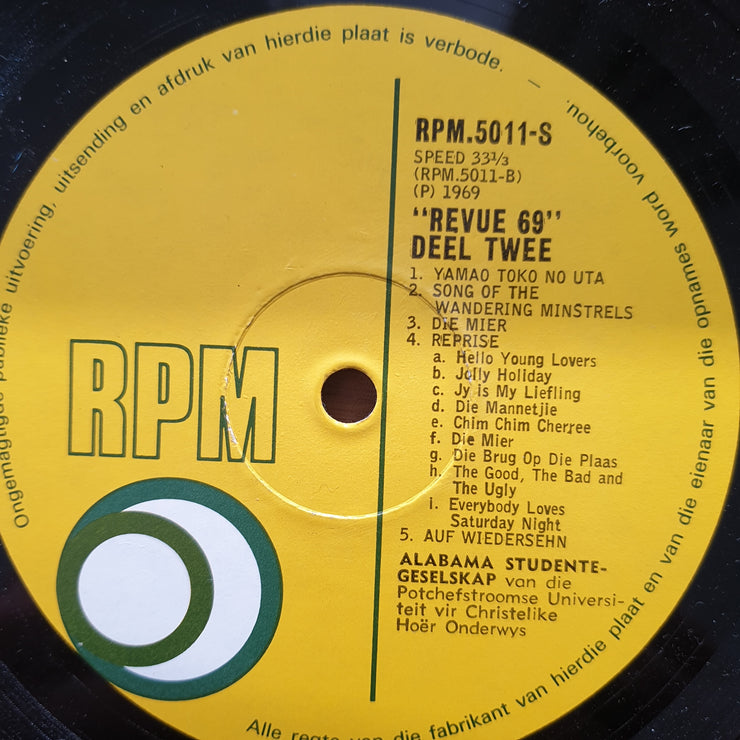 Ongemagtigde publieke uitvoering, uitsending en afdruk van hierdie plaat is verbode. –
Alle regte van die fabrikant van hierdie plaat en van die eienaar van die opnames word voorbehou.
RPM.5011-S
SPEED 33⅓
(RPM.5011-B)
(P) 1969
"REVUE 69"
DEEL TWEE
1. YAMAO TOKO NO UTA
2. SONG OF THE
WANDERING MINSTRELS
3. DIE MIER
4. REPRISE
a. Hello Young Lovers
b. Jolly Holiday
c. Jy is My Liefling
d. Die Mannetjie
e. Chim Chim Cherree
f. Die Mier
g. Die Brug Op Die Plaas
h. The Good, The Bad and
The Ugly
i. Everybody Loves
Saturday Night
5. AUF WIEDERSEHN
ALABAMA STUDENTE-
GESELSKAP van die
Potchefstroomse Universi-
teit vir Christelike
Hoër Onderwys
RPM